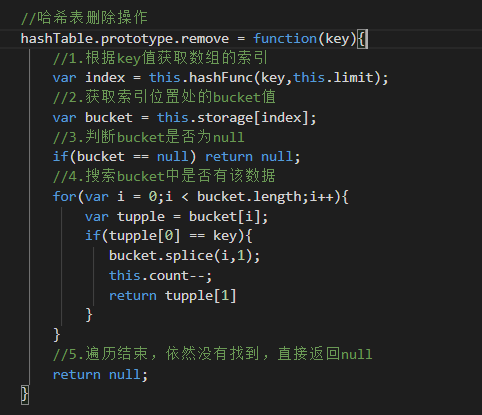 //哈希表删除操作
hashTable.prototype.remove = function(key){
    //1.根据key值获取数组的索引
    var index = this.hashFunc(key,this.limit);
    //2.获取索引位置处的bucket值
    var bucket = this.storage[index];
    //3.判断bucket是否为null
    if(bucket == null) return null;
    //4.搜索bucket中是否有该数据
    for(var i = 0;i < bucket.length;i++){
        var tupple = bucket[i];
        if(tupple[0] == key){
           bucket.splice(i,1);
           this.count--;
           return tupple[1]
        }
    }
    //5.遍历结束，依然没有找到，直接返回null
    return null;
}